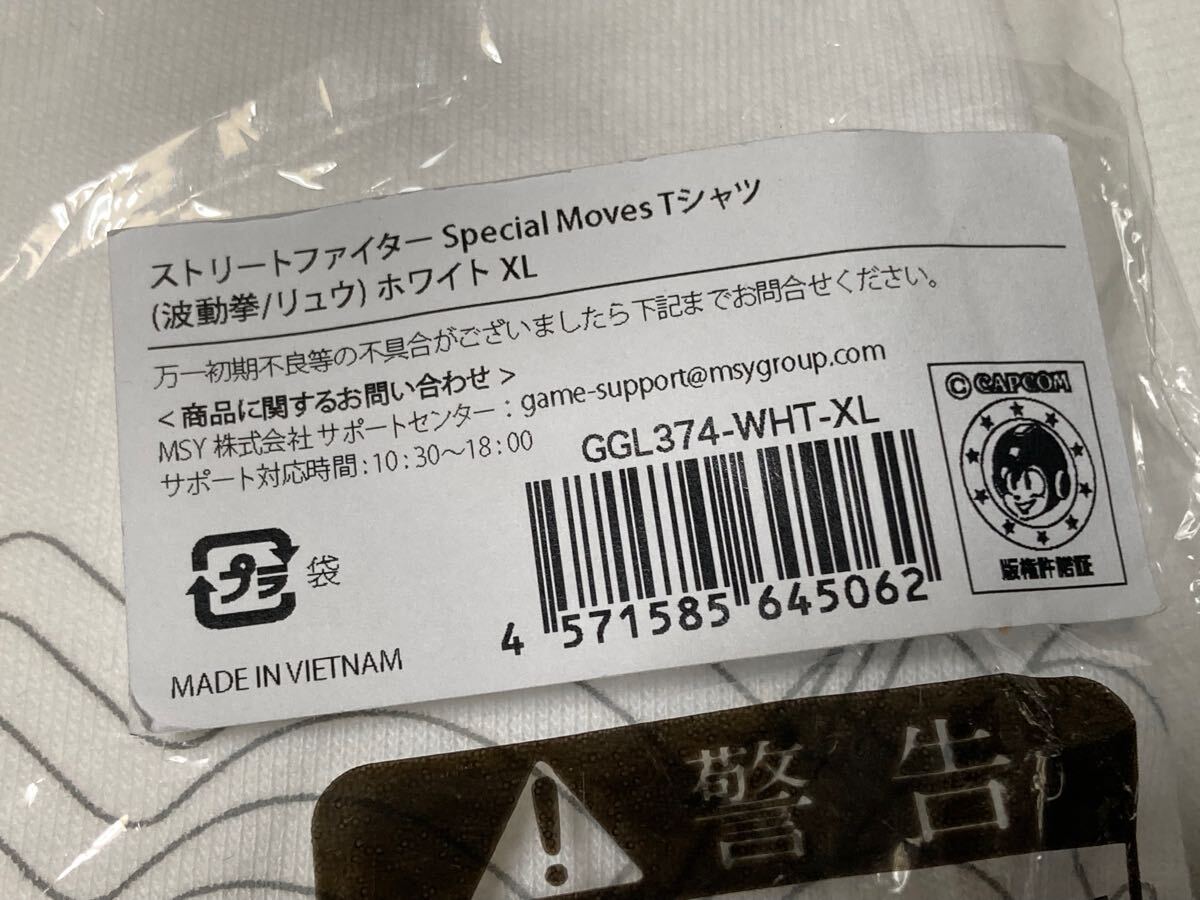 ストリートファイター Special Moves Tシャツ
(波動拳/リュウ) ホワイト XL
万一初期不良等の不具合がございましたら下記までお問合せください。
＜商品に関するお問い合わせ＞
MSY 株式会社 サポートセンター : game-support@msygroup.com
サポート対応時間 : 10 : 30～18 : 00
GGL374-WHT-XL
4 571585 645062
© CAPCOM
版権許諾証
プラ 袋
MADE IN VIETNAM
警告